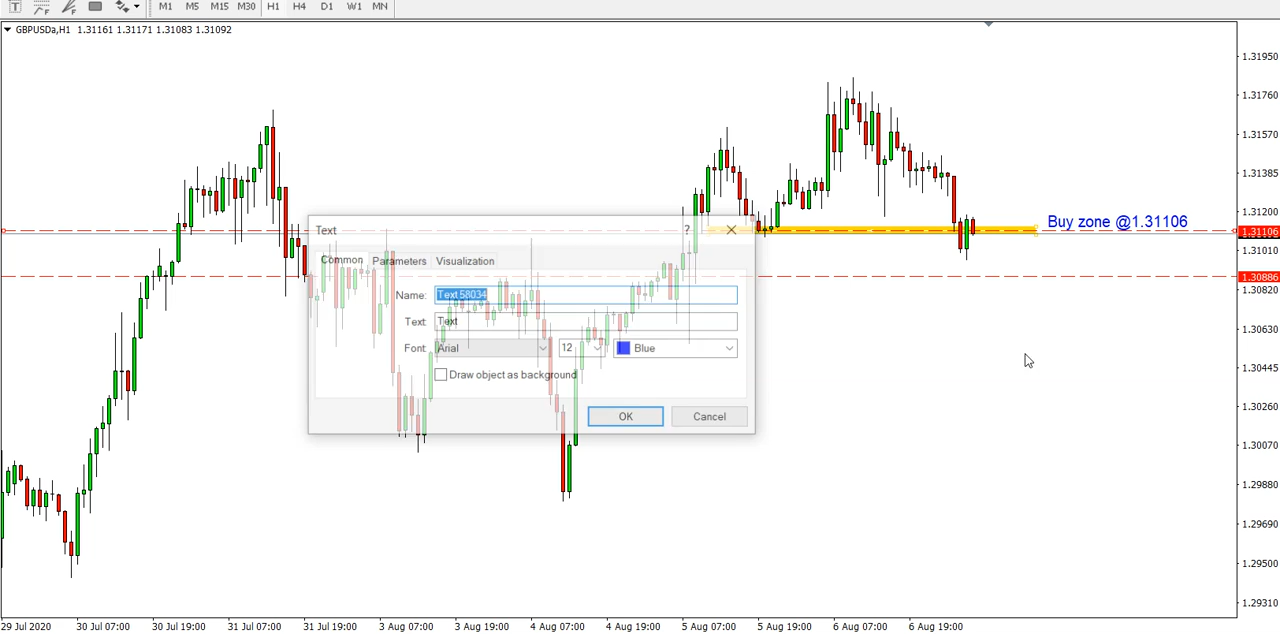 M1 M5 M15 M30 H1 H4 D1 W1 MN
GBPUSDa,H1 1.31161 1.31171 1.31083 1.31092
1.31950
1.31760
1.31570
1.31385
1.31200
Buy zone @1.31106
1.31106
1.31010
1.30886
1.30820
1.30630
1.30445
1.30260
1.30070
1.29880
1.29690
1.29500
1.29310
Text ?
Common Parameters Visualization
Name: Text 58034
Text: Text
Font: Arial 12 Blue
Draw object as background
OK Cancel
29 Jul 2020 30 Jul 07:00 30 Jul 19:00 31 Jul 07:00 31 Jul 19:00 3 Aug 07:00 3 Aug 19:00 4 Aug 07:00 4 Aug 19:00 5 Aug 07:00 5 Aug 19:00 6 Aug 07:00 6 Aug 19:00